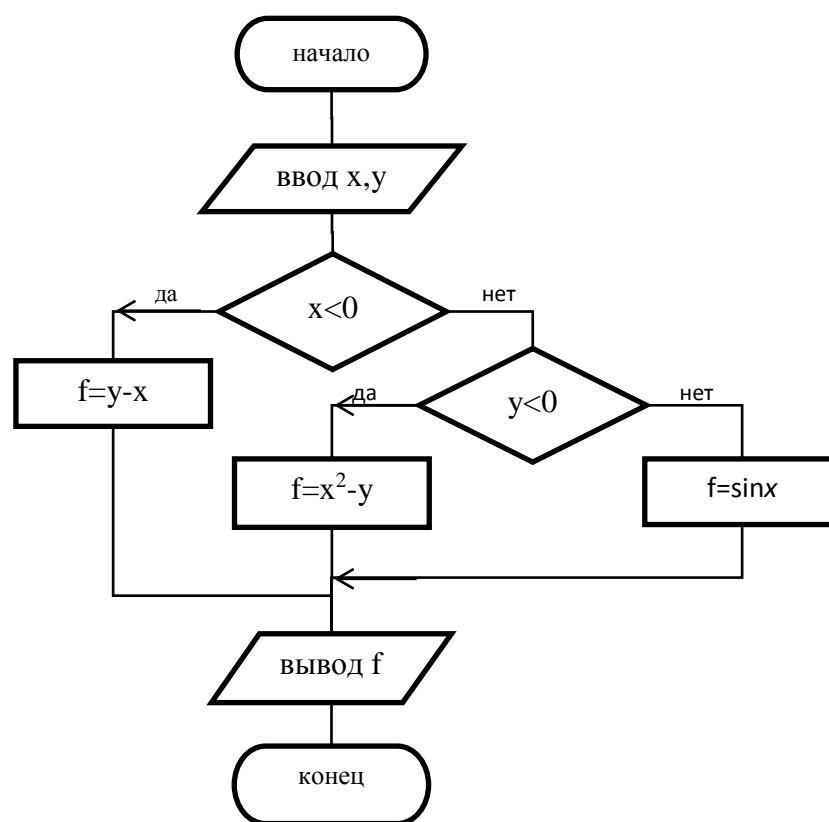 начало
ввод x,y
да
x<0
нет
f=y-x
да
y<0
нет
f=x²-y
f=sinx
вывод f
конец